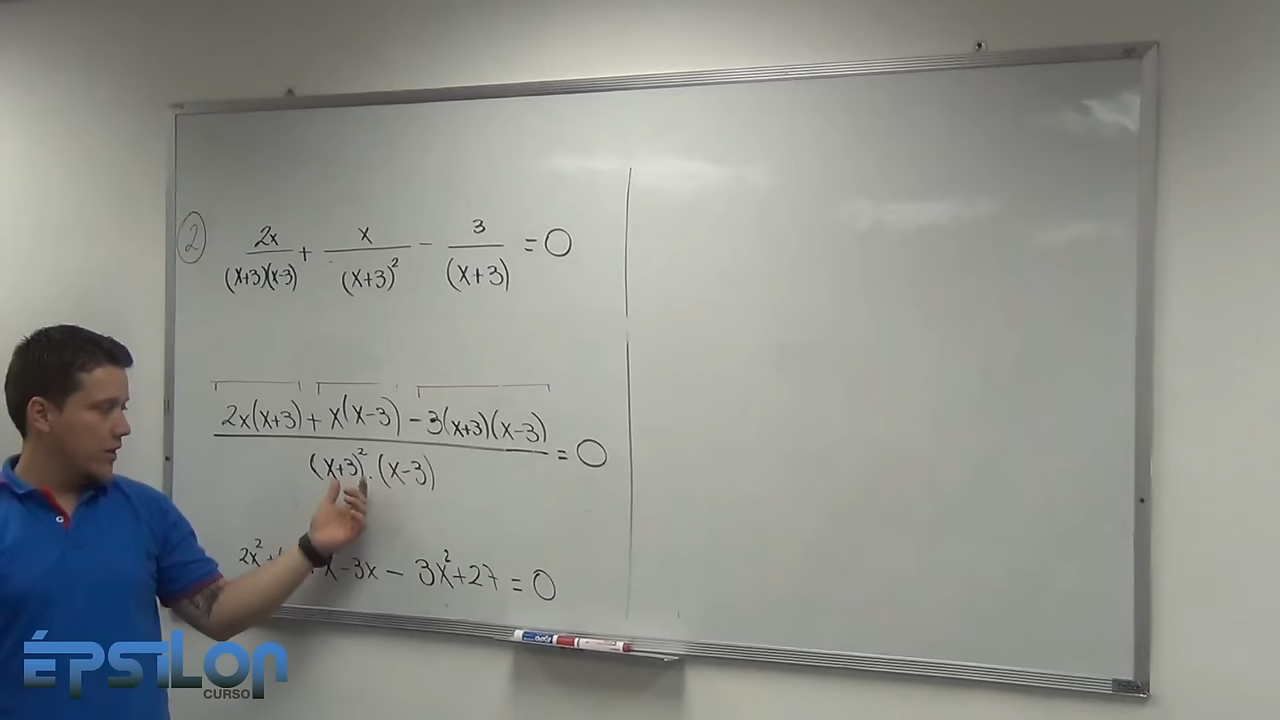 2 2x/(x+3)(x-3) + x/(x+3)² - 3/(x+3) = 0
2x(x+3) + x(x-3) - 3(x+3)(x-3) / (x+3)².(x-3) = 0
2x² + x - 3x - 3x² + 27 = 0
ÉPSILON
CURSO